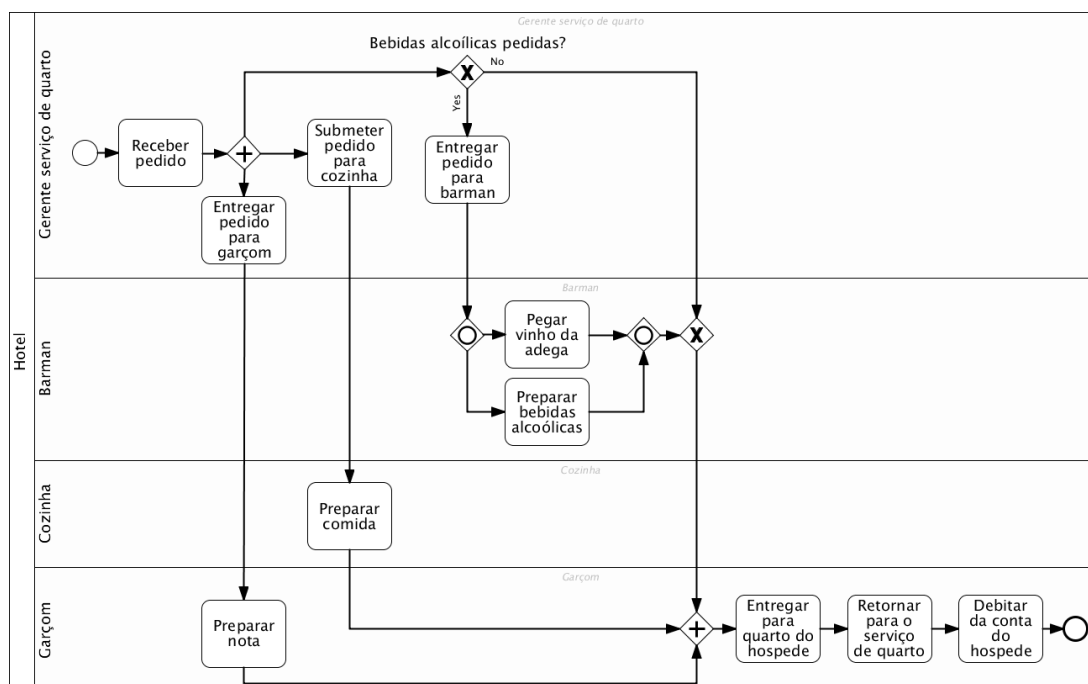 Hotel
Gerente serviço de quarto
Gerente serviço de quarto
Bebidas alcoílicas pedidas?
No
Yes
Receber
pedido
Submeter
pedido
para
cozinha
Entregar
pedido
para
barman
Entregar
pedido
para
garçom
Barman
Barman
Pegar
vinho da
adega
Preparar
bebidas
alcoólicas
Cozinha
Cozinha
Preparar
comida
Garçom
Garçom
Preparar
nota
Entregar
para
quarto do
hospede
Retornar
para o
serviço
de quarto
Debitar
da conta
do
hospede